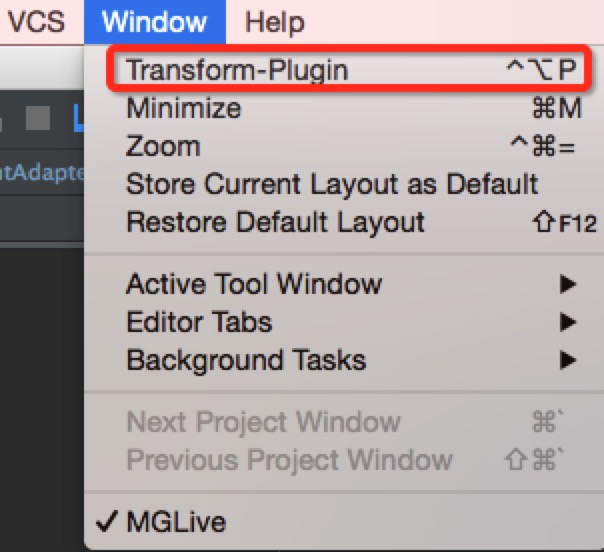 VCS Window Help
Transform-Plugin ^⌥P
Minimize ⌘M
ntAdapte
Zoom ^⌘=
Store Current Layout as Default
Restore Default Layout ⇧F12
Active Tool Window ▶
Editor Tabs ▶
Background Tasks ▶
Next Project Window ⌘`
Previous Project Window ⇧⌘`
✓ MGLive